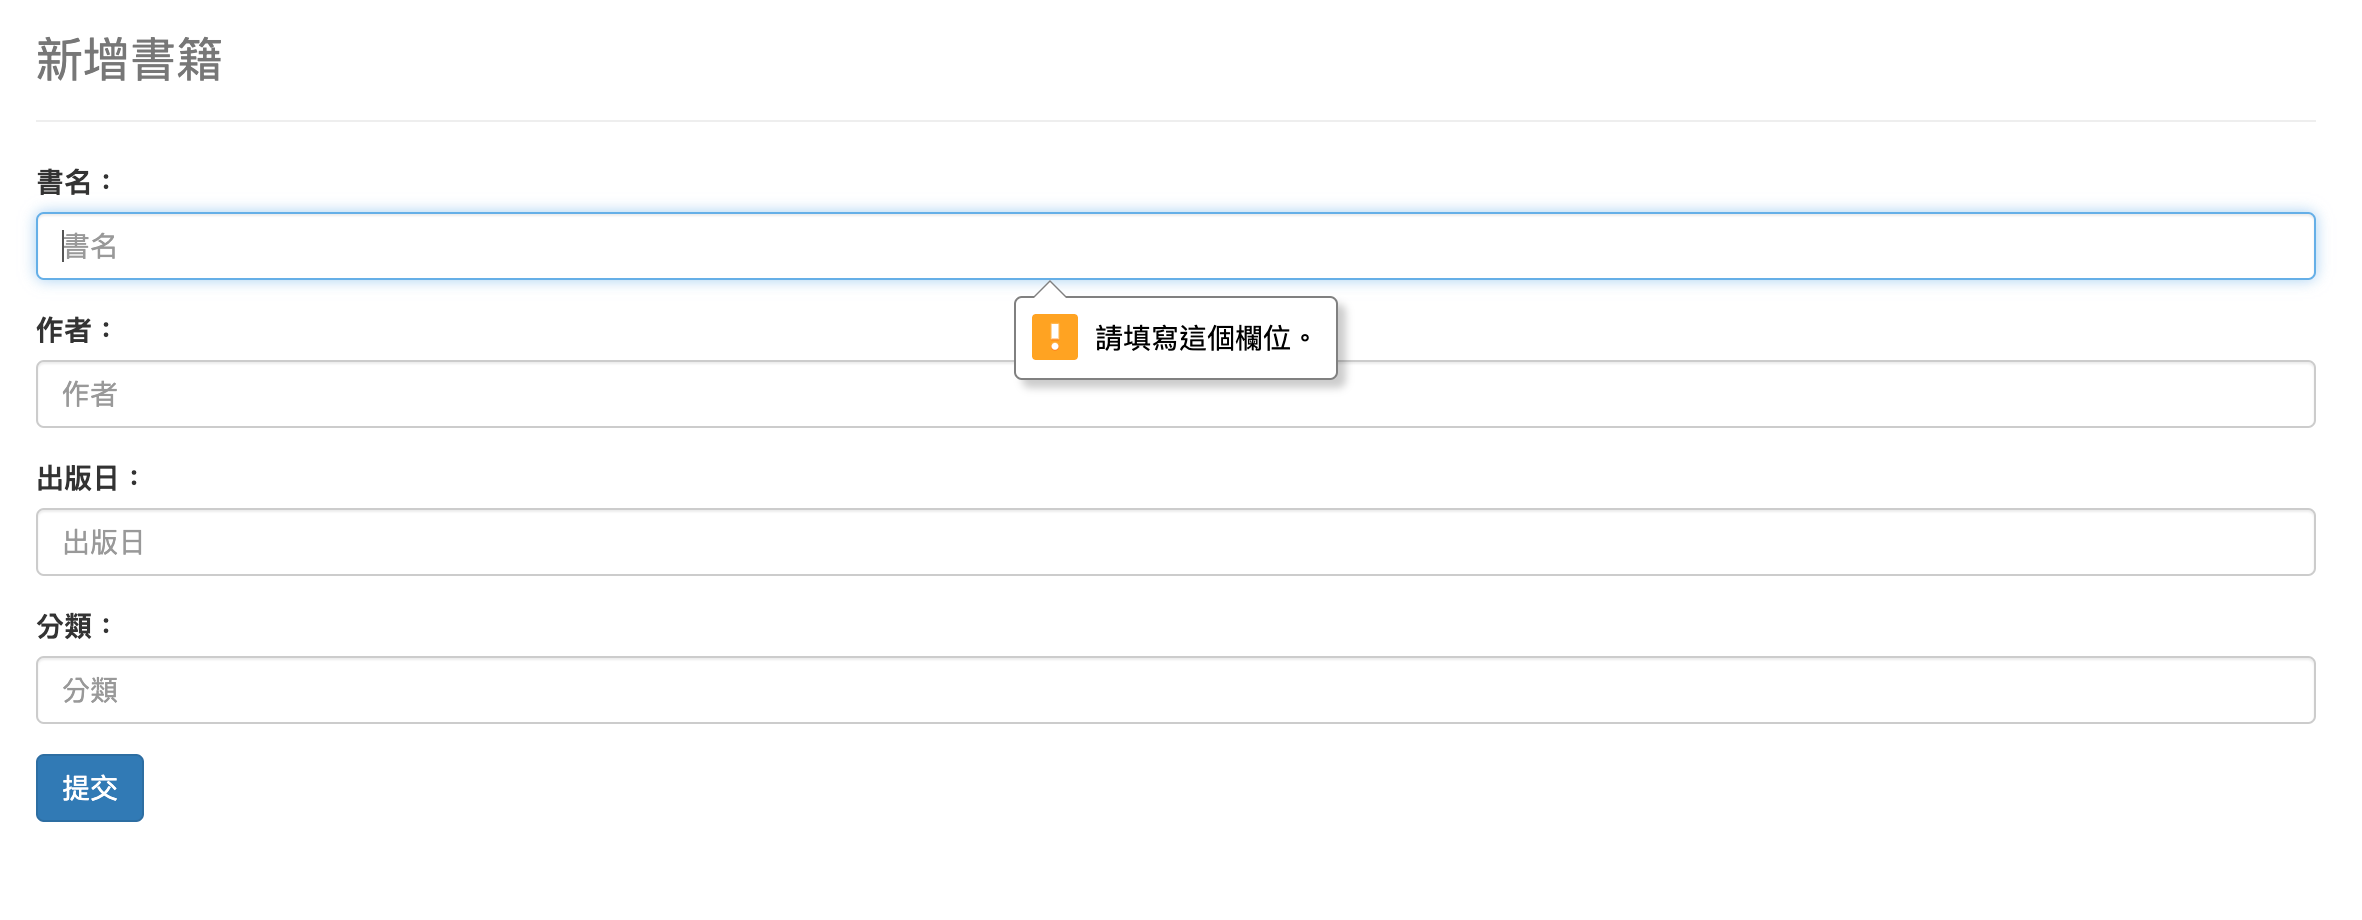 新增書籍
書名：
書名
請填寫這個欄位。
作者：
作者
出版日：
出版日
分類：
分類
提交